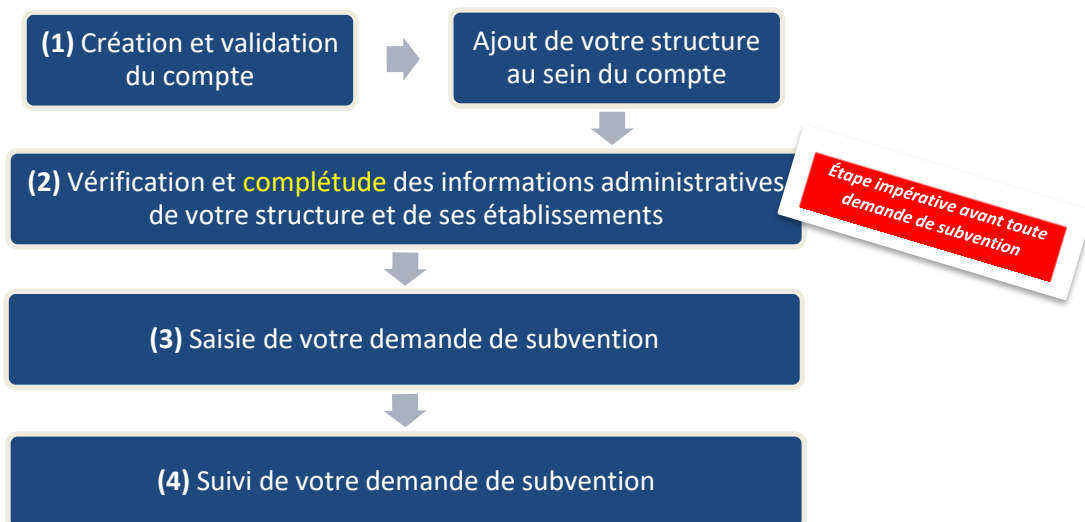 (1) Création et validation
du compte
Ajout de votre structure
au sein du compte
(2) Vérification et complétude des informations administratives
de votre structure et de ses établissements
Étape impérative avant toute
demande de subvention
(3) Saisie de votre demande de subvention
(4) Suivi de votre demande de subvention